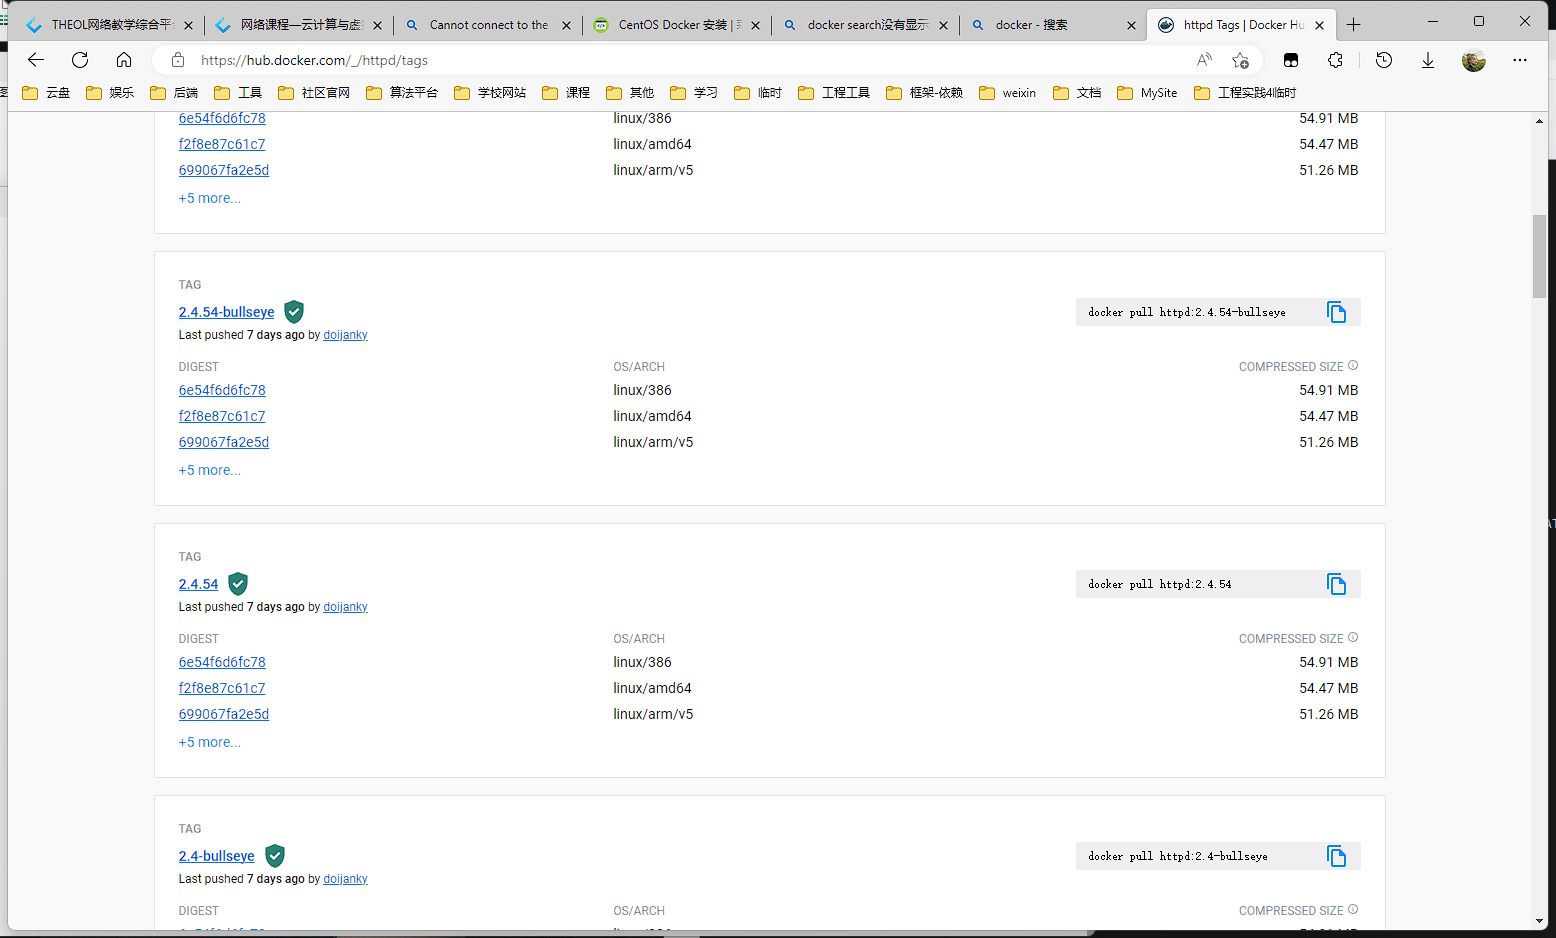 THEOL网络教学综合平台
网络课程—云计算与虚
Cannot connect to the
CentOS Docker 安装 |
docker search没有显示
docker - 搜索
httpd Tags | Docker Hu
https://hub.docker.com/_/httpd/tags
云盘
娱乐
后端
工具
社区官网
算法平台
学校网站
课程
其他
学习
临时
工程工具
框架-依赖
weixin
文档
MySite
工程实践4临时
6e54f6d6fc78 linux/386 54.91 MB
f2f8e87c61c7 linux/amd64 54.47 MB
699067fa2e5d linux/arm/v5 51.26 MB
+5 more...
TAG
2.4.54-bullseye docker pull httpd:2.4.54-bullseye
Last pushed 7 days ago by doijanky
DIGEST OS/ARCH COMPRESSED SIZE
6e54f6d6fc78 linux/386 54.91 MB
f2f8e87c61c7 linux/amd64 54.47 MB
699067fa2e5d linux/arm/v5 51.26 MB
+5 more...
TAG
2.4.54 docker pull httpd:2.4.54
Last pushed 7 days ago by doijanky
DIGEST OS/ARCH COMPRESSED SIZE
6e54f6d6fc78 linux/386 54.91 MB
f2f8e87c61c7 linux/amd64 54.47 MB
699067fa2e5d linux/arm/v5 51.26 MB
+5 more...
TAG
2.4-bullseye docker pull httpd:2.4-bullseye
Last pushed 7 days ago by doijanky
DIGEST OS/ARCH COMPRESSED SIZE